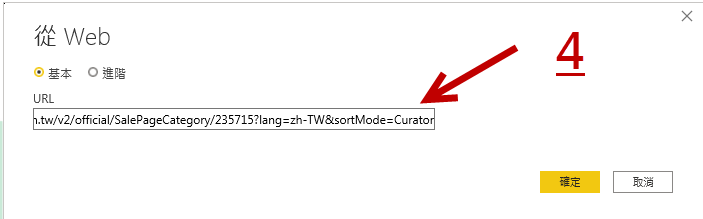 從 Web
基本 進階
4
URL
n.tw/v2/official/SalePageCategory/235715?lang=zh-TW&sortMode=Curator
確定 取消